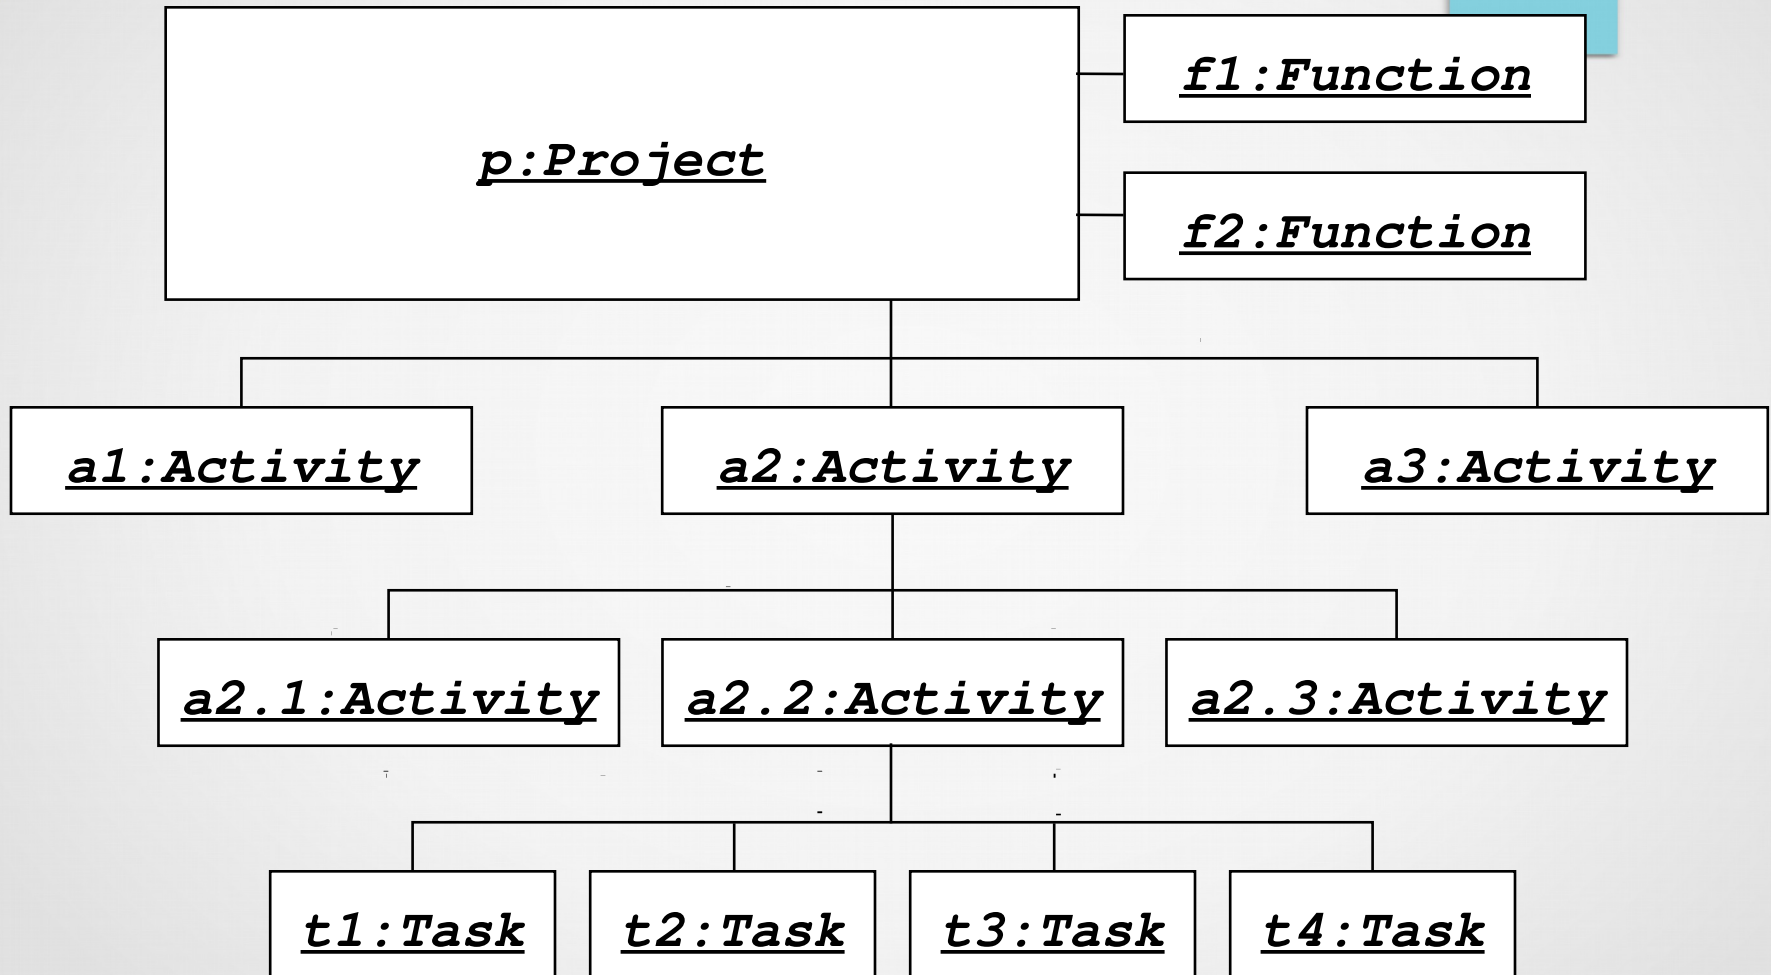 p:Project
f1:Function
f2:Function
a1:Activity
a2:Activity
a3:Activity
a2.1:Activity
a2.2:Activity
a2.3:Activity
t1:Task
t2:Task
t3:Task
t4:Task